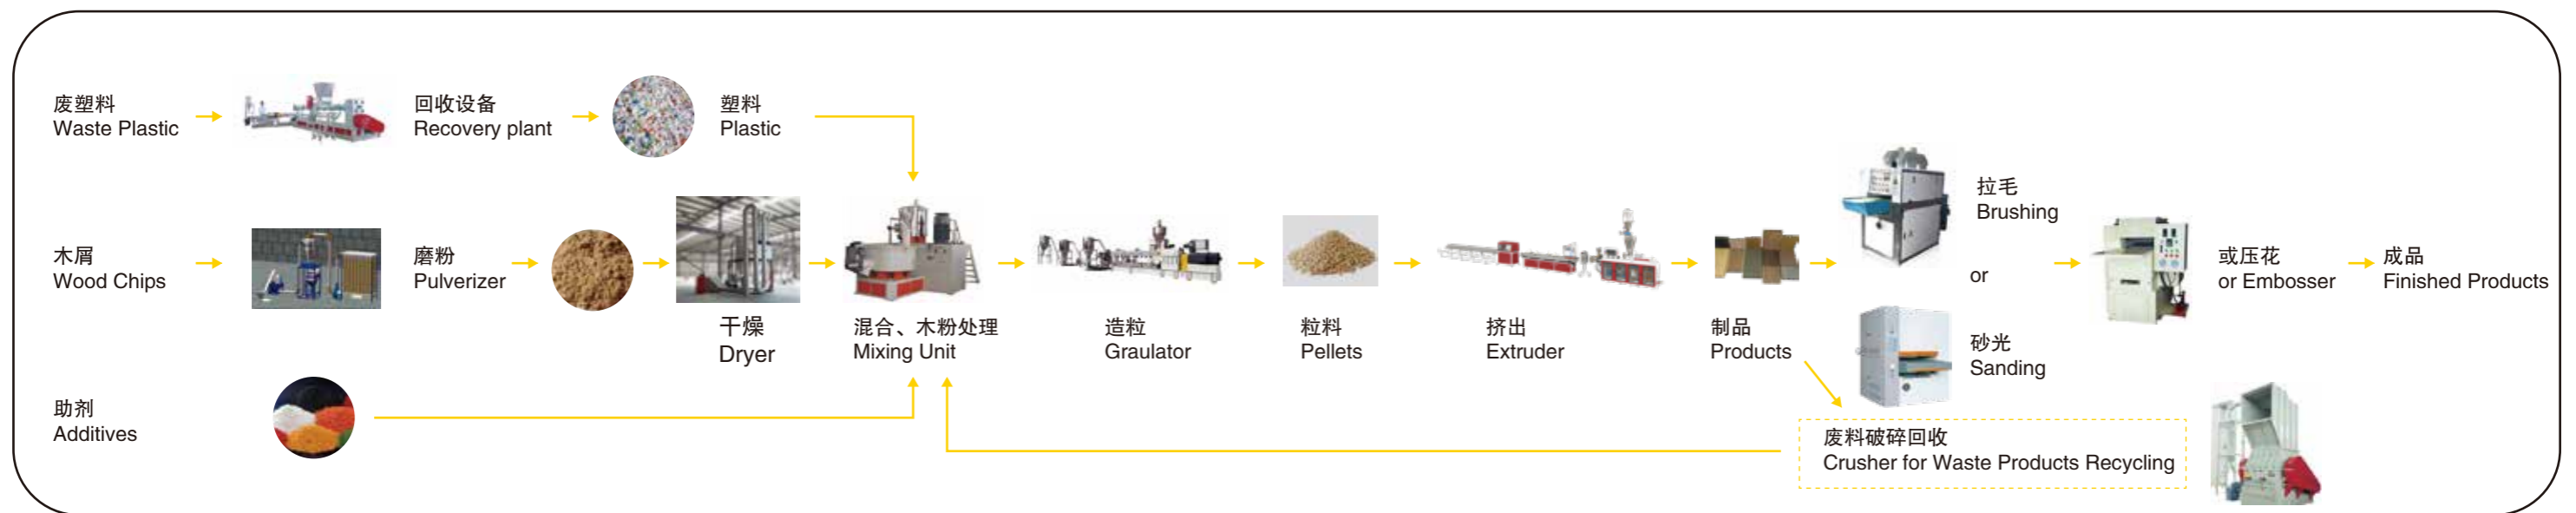 废塑料
Waste Plastic
回收设备
Recovery plant
塑料
Plastic
木屑
Wood Chips
磨粉
Pulverizer
干燥
Dryer
混合、木粉处理
Mixing Unit
造粒
Graulator
粒料
Pellets
挤出
Extruder
制品
Products
拉毛
Brushing
or
砂光
Sanding
或压花
or Embosser
成品
Finished Products
助剂
Additives
废料破碎回收
Crusher for Waste Products Recycling